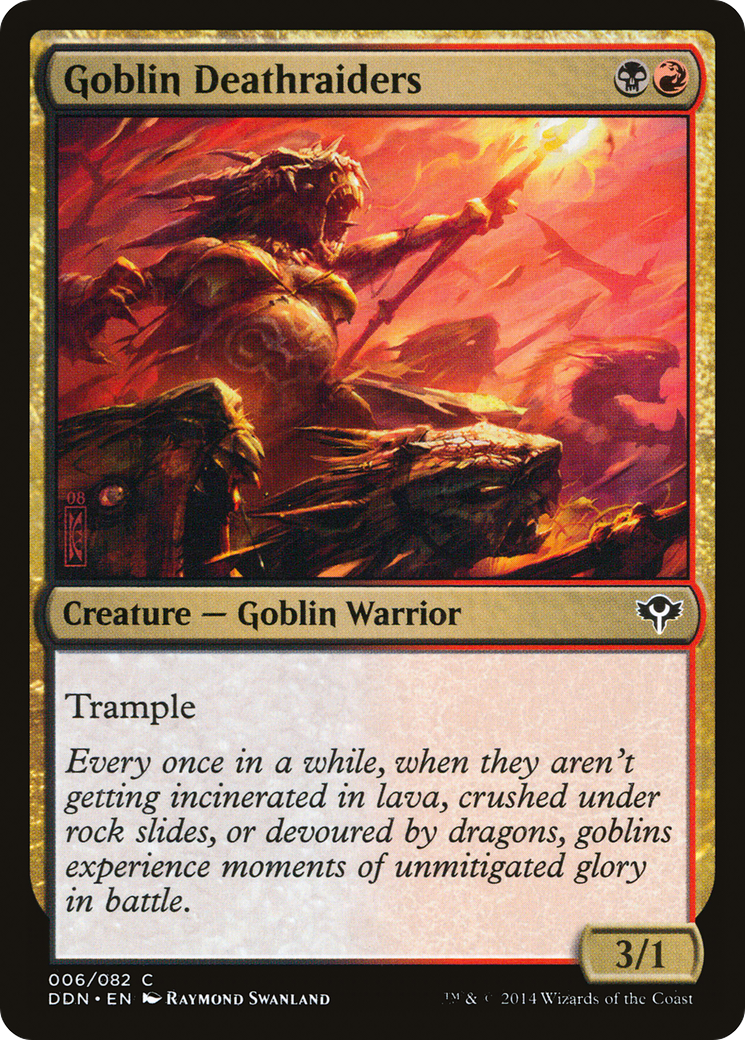 Goblin Deathraiders
08
Creature — Goblin Warrior
Trample
Every once in a while, when they aren't
getting incinerated in lava, crushed under
rock slides, or devoured by dragons, goblins
experience moments of unmitigated glory
in battle.
3/1
006/082 C
DDN • EN Raymond Swanland
™ & © 2014 Wizards of the Coast